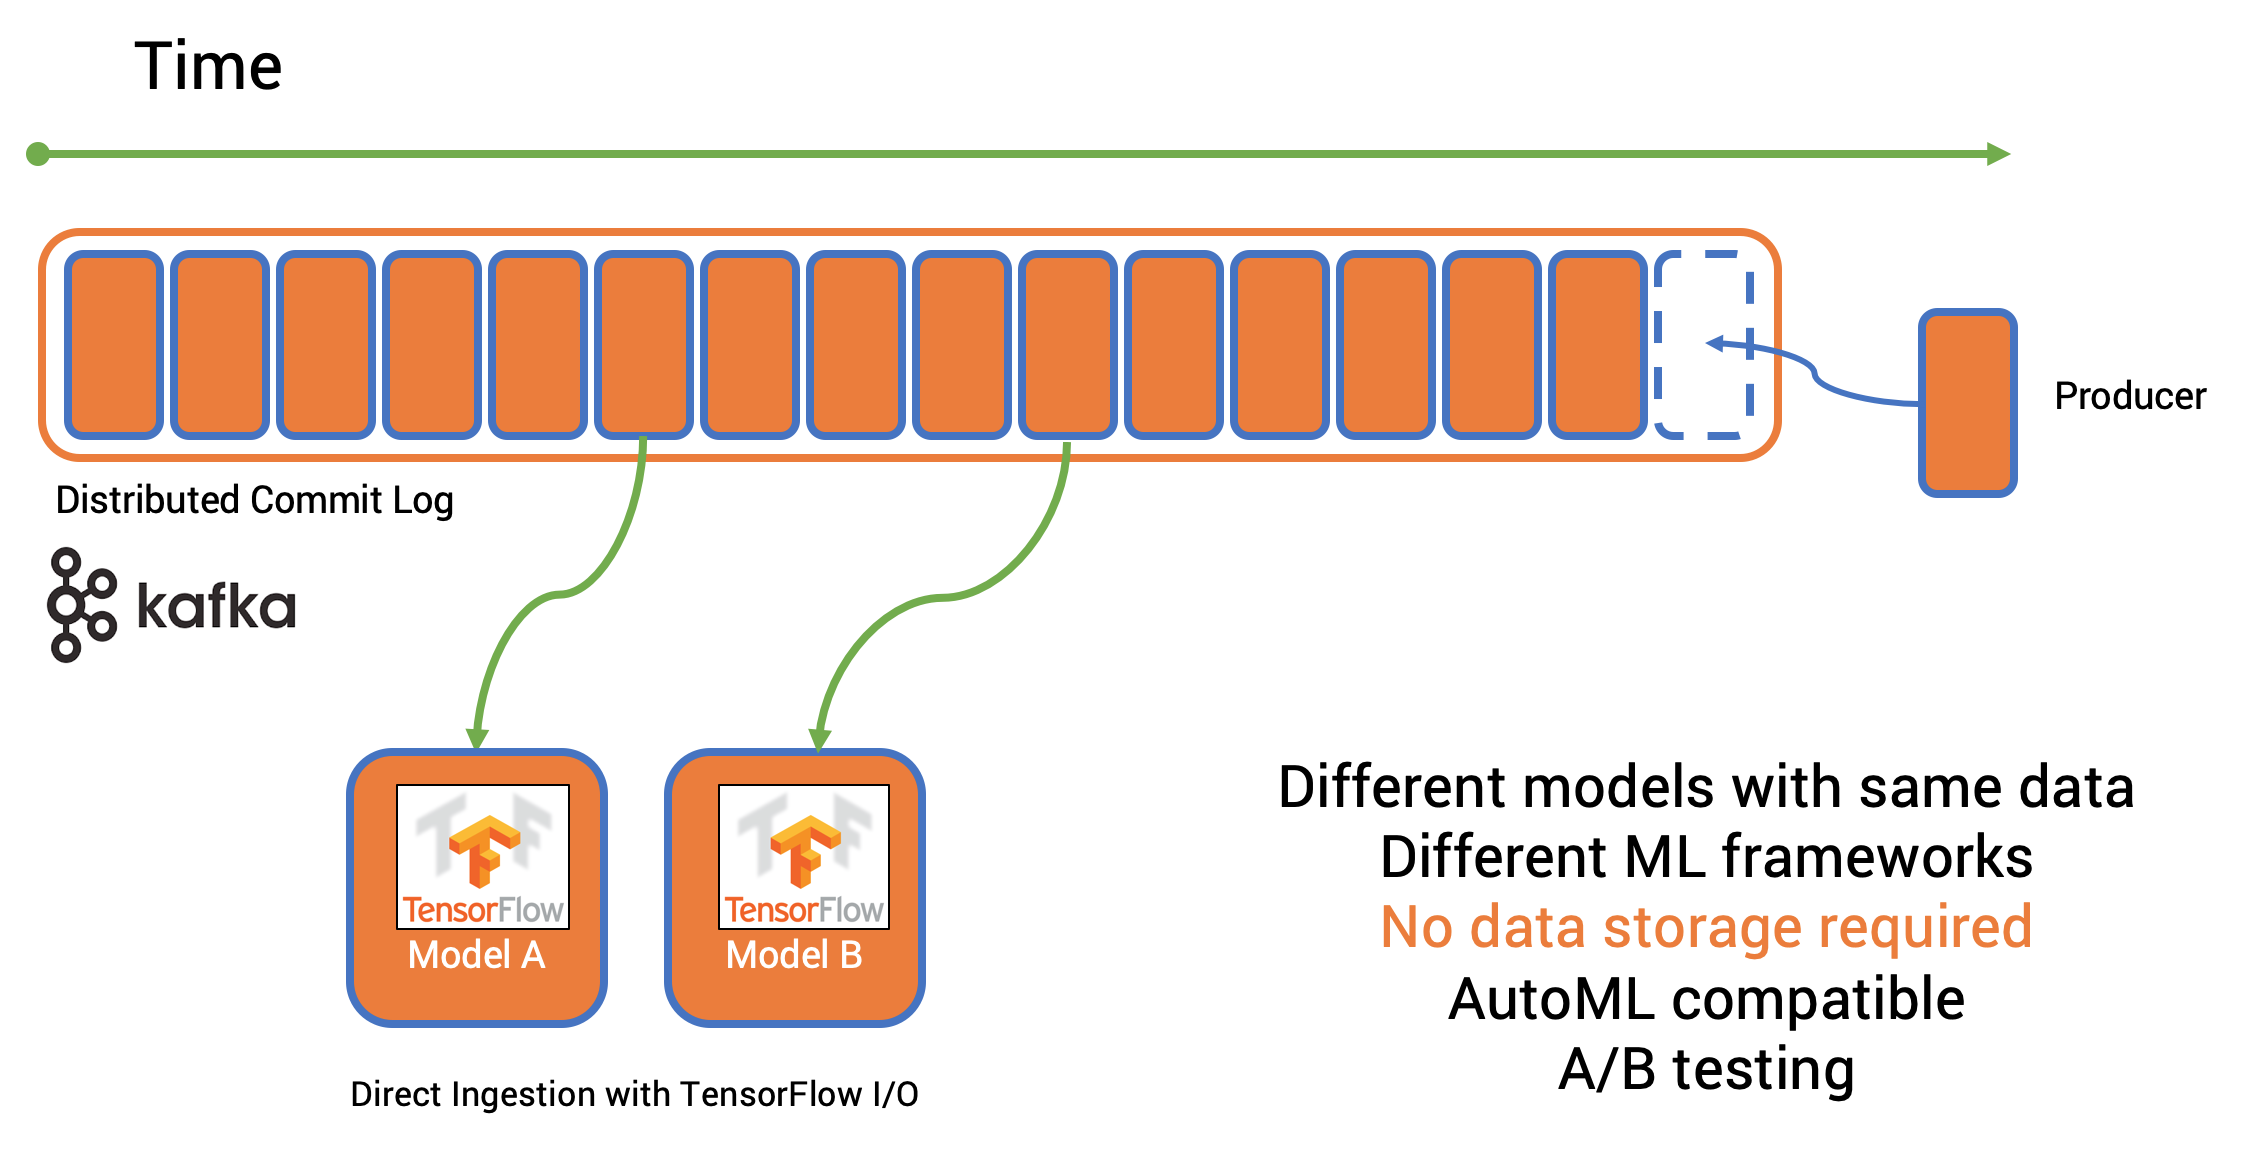 Time
Producer
Distributed Commit Log
kafka
TensorFlow
Model A
TensorFlow
Model B
Direct Ingestion with TensorFlow I/O
Different models with same data
Different ML frameworks
No data storage required
AutoML compatible
A/B testing